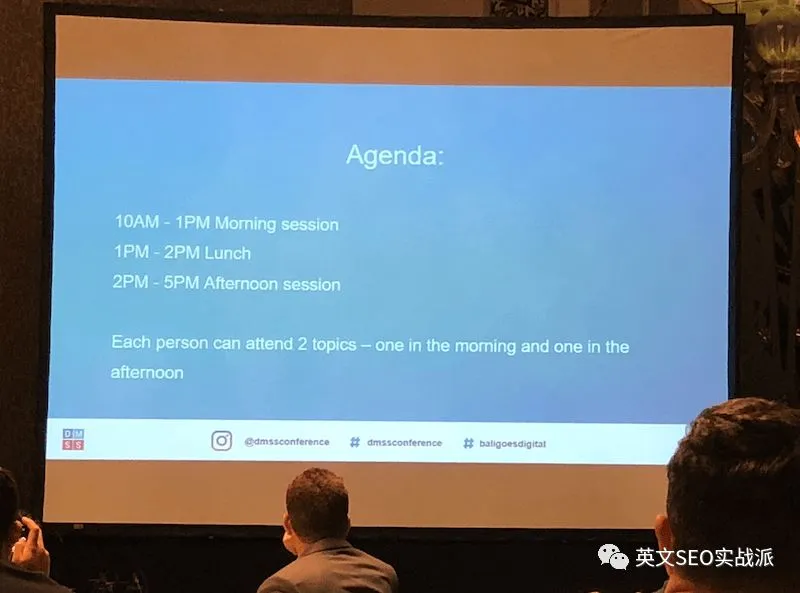 Agenda:
10AM - 1PM Morning session
1PM - 2PM Lunch
2PM - 5PM Afternoon session
Each person can attend 2 topics – one in the morning and one in the
afternoon
DM
SS
@dmssconference # dmssconference # baligoesdigital
英文SEO实战派